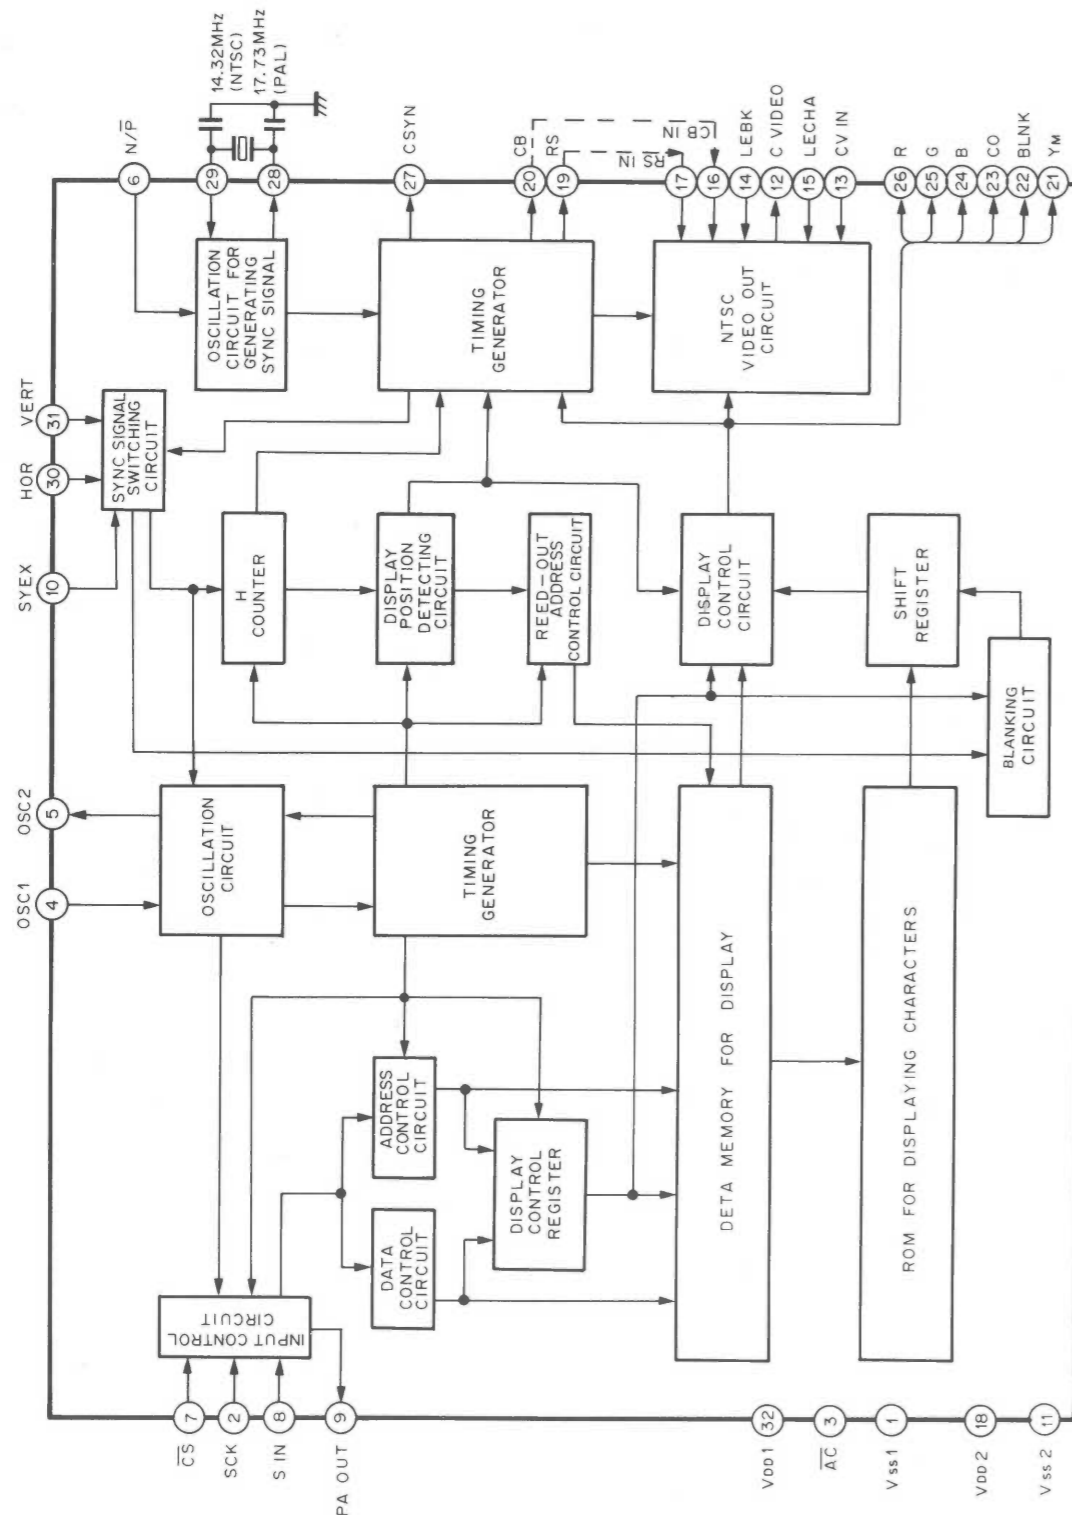 14.32MHz
(NTSC)
17.73MHz
(PAL)
N/P
6
29
28
CSYN
27
CB
RS
20
19
RS IN
CB IN
17
16
LEBK
14
C VIDEO
12
LECHA
15
CV IN
13
R
26
G
25
B
24
CO
23
BLNK
22
YM
21
OSCILLATION
CIRCUIT FOR
GENERATING
SYNC SIGNAL
TIMING
GENERATOR
NTSC
VIDEO OUT
CIRCUIT
VERT
31
HOR
30
SYEX
10
SYNC SIGNAL
SWITCHING
CIRCUIT
H
COUNTER
DISPLAY
POSITION
DETECTING
CIRCUIT
REED-OUT
ADDRESS
CONTROL CIRCUIT
DISPLAY
CONTROL
CIRCUIT
SHIFT
REGISTER
BLANKING
CIRCUIT
OSC2
5
OSC1
4
OSCILLATION
CIRCUIT
TIMING
GENERATOR
DETA MEMORY FOR DISPLAY
ROM FOR DISPLAYING CHARACTERS
ADDRESS
CONTROL
CIRCUIT
DATA
CONTROL
CIRCUIT
DISPLAY
CONTROL
REGISTER
INPUT CONTROL
CIRCUIT
CS
7
SCK
2
S IN
8
PA OUT
9
VDD1
32
AC
3
Vss1
1
VDD2
18
Vss2
11